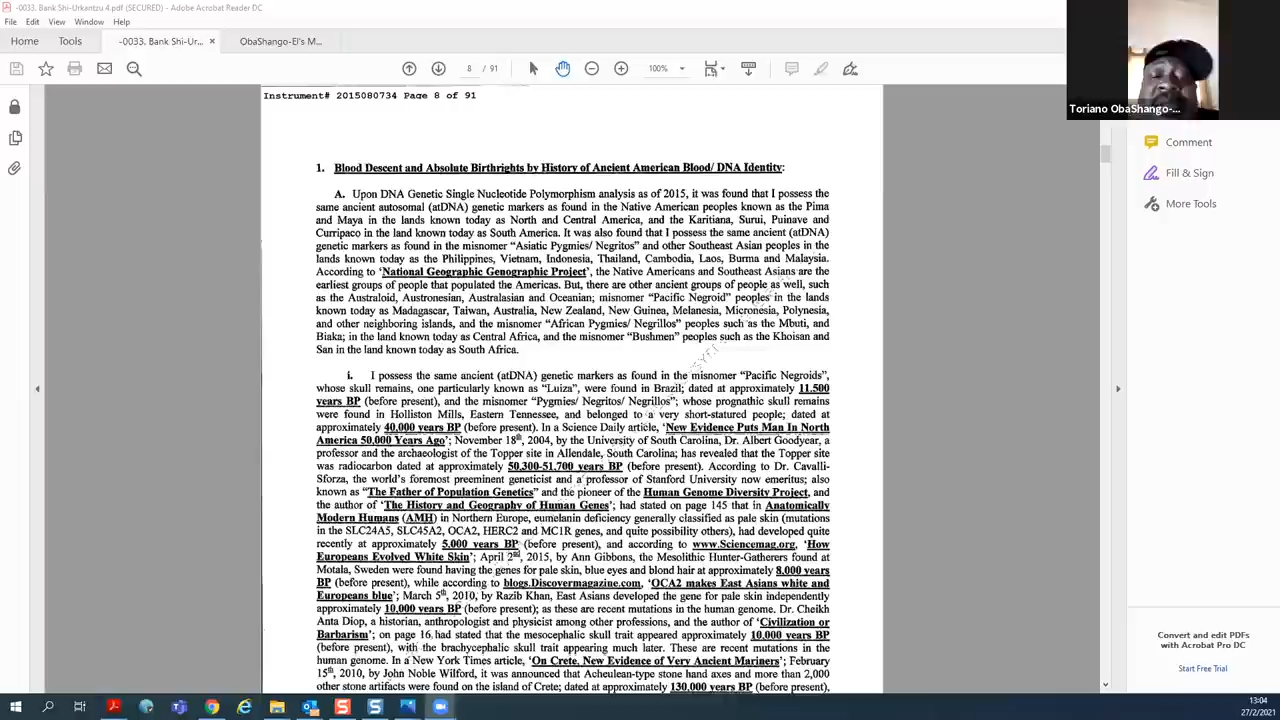 -0033. Bank Shi-Urkantzu 4.pdf (SECURED) - Adobe Acrobat Reader DC
File Edit View Window Help
Home Tools -0033. Bank Shi-Ur... × ObaShango-El's M...
8 / 91 100%
Toriano ObaShango-...
Comment
Fill & Sign
More Tools
Instrument# 2015080734 Page 8 of 91
1. Blood Descent and Absolute Birthrights by History of Ancient American Blood/ DNA Identity:
A. Upon DNA Genetic Single Nucleotide Polymorphism analysis as of 2015, it was found that I possess the
same ancient autosomal (atDNA) genetic markers as found in the Native American peoples known as the Pima
and Maya in the lands known today as North and Central America, and the Karitiana, Surui, Puinave and
Curripaco in the land known today as South America. It was also found that I possess the same ancient (atDNA)
genetic markers as found in the misnomer “Asiatic Pygmies/ Negritos” and other Southeast Asian peoples in the
lands known today as the Philippines, Vietnam, Indonesia, Thailand, Cambodia, Laos, Burma and Malaysia.
According to ‘National Geographic Genographic Project’, the Native Americans and Southeast Asians are the
earliest groups of people that populated the Americas. But, there are other ancient groups of people as well, such
as the Australoid, Austronesian, Australasian and Oceanian; misnomer “Pacific Negroid” peoples in the lands
known today as Madagascar, Taiwan, Australia, New Zealand, New Guinea, Melanesia, Micronesia, Polynesia,
and other neighboring islands, and the misnomer “African Pygmies/ Negrillos” peoples such as the Mbuti, and
Biaka; in the land known today as Central Africa, and the misnomer “Bushmen” peoples such as the Khoisan and
San in the land known today as South Africa.
i. I possess the same ancient (atDNA) genetic markers as found in the misnomer “Pacific Negroids”,
whose skull remains, one particularly known as “Luiza”, were found in Brazil; dated at approximately 11,500
years BP (before present), and the misnomer “Pygmies/ Negritos/ Negrillos”; whose prognathic skull remains
were found in Holliston Mills, Eastern Tennessee, and belonged to a very short-statured people; dated at
approximately 40,000 years BP (before present). In a Science Daily article, ‘New Evidence Puts Man In North
America 50,000 Years Ago’; November 18th, 2004, by the University of South Carolina, Dr. Albert Goodyear, a
professor and the archaeologist of the Topper site in Allendale, South Carolina; has revealed that the Topper site
was radiocarbon dated at approximately 50,300-51,700 years BP (before present). According to Dr. Cavalli-
Sforza, the world's foremost preeminent geneticist and a professor of Stanford University now emeritus; also
known as “The Father of Population Genetics” and the pioneer of the Human Genome Diversity Project, and
the author of ‘The History and Geography of Human Genes’; had stated on page 145 that in Anatomically
Modern Humans (AMH) in Northern Europe, eumelanin deficiency generally classified as pale skin (mutations
in the SLC24A5, SLC45A2, OCA2, HERC2 and MC1R genes, and quite possibility others), had developed quite
recently at approximately 5,000 years BP (before present), and according to www.Sciencemag.org, ‘How
Europeans Evolved White Skin’; April 2nd, 2015, by Ann Gibbons, the Mesolithic Hunter-Gatherers found at
Motala, Sweden were found having the genes for pale skin, blue eyes and blond hair at approximately 8,000 years
BP (before present), while according to blogs.Discovermagazine.com, ‘OCA2 makes East Asians white and
Europeans blue’; March 5th, 2010, by Razib Khan, East Asians developed the gene for pale skin independently
approximately 10,000 years BP (before present); as these are recent mutations in the human genome. Dr. Cheikh
Anta Diop, a historian, anthropologist and physicist among other professions, and the author of ‘Civilization or
Barbarism’; on page 16, had stated that the mesocephalic skull trait appeared approximately 10,000 years BP
(before present), with the brachycephalic skull trait appearing much later. These are recent mutations in the
human genome. In a New York Times article, ‘On Crete, New Evidence of Very Ancient Mariners’; February
15th, 2010, by John Noble Wilford, it was announced that Acheulean-type stone hand axes and more than 2,000
other stone artifacts were found on the island of Crete; dated at approximately 130,000 years BP (before present),
Convert and edit PDFs
with Acrobat Pro DC
Start Free Trial
13:04
27/2/2021